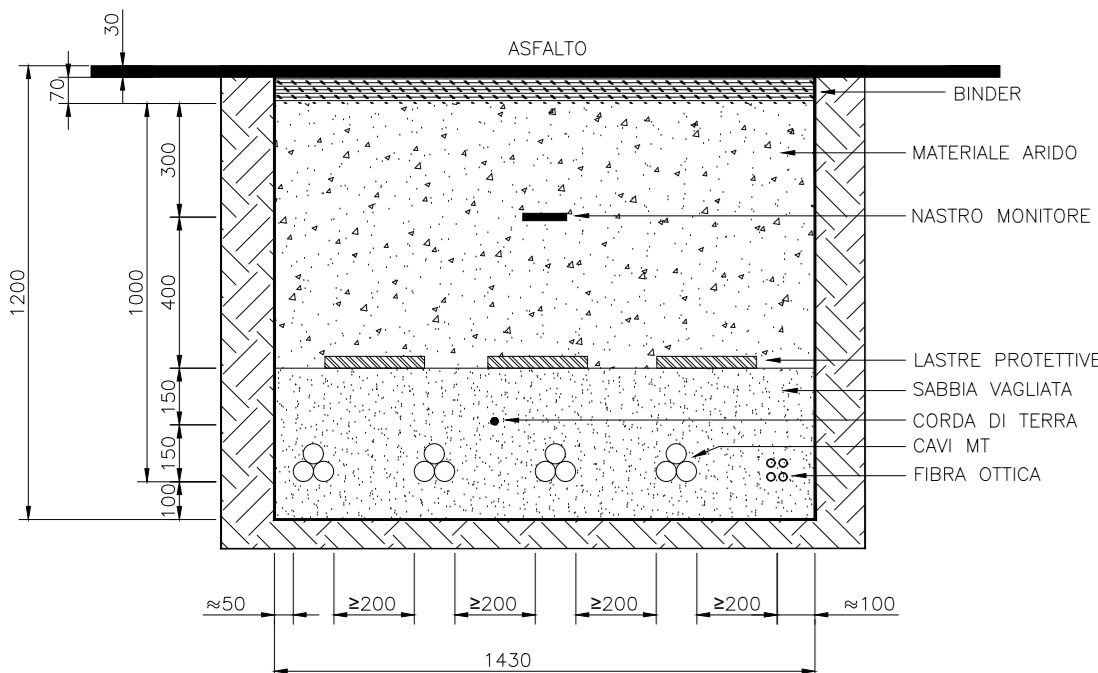 30
ASFALTO
70
BINDER
MATERIALE ARIDO
300
NASTRO MONITORE
1200
1000
400
LASTRE PROTETTIVE
150
SABBIA VAGLIATA
CORDA DI TERRA
150
CAVI MT
FIBRA OTTICA
100
≈50
≥200
≥200
≥200
≥200
≈100
1430